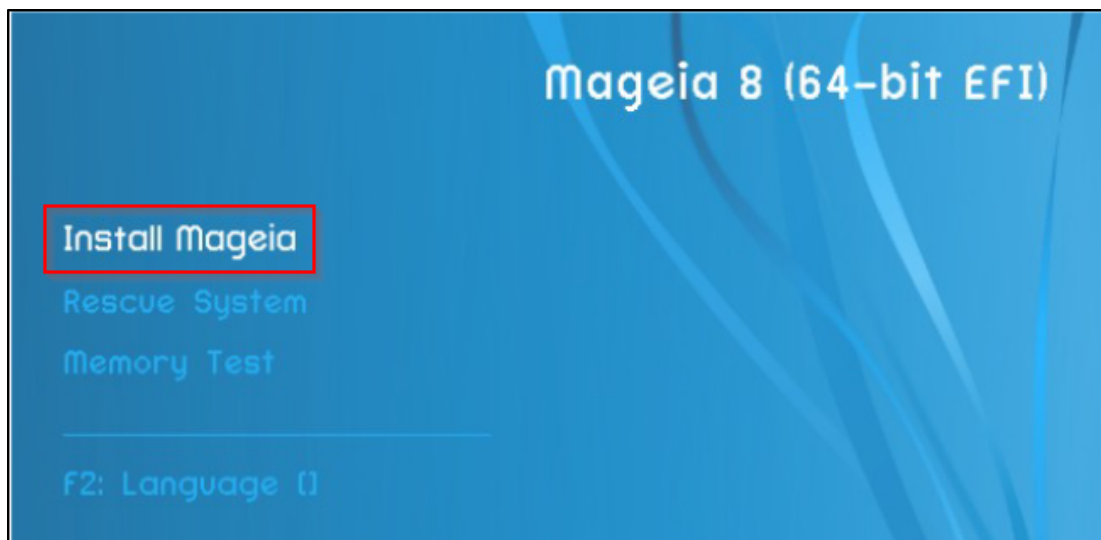 Mageia 8 (64-bit EFI)
Install Mageia
Rescue System
Memory Test
F2: Language []